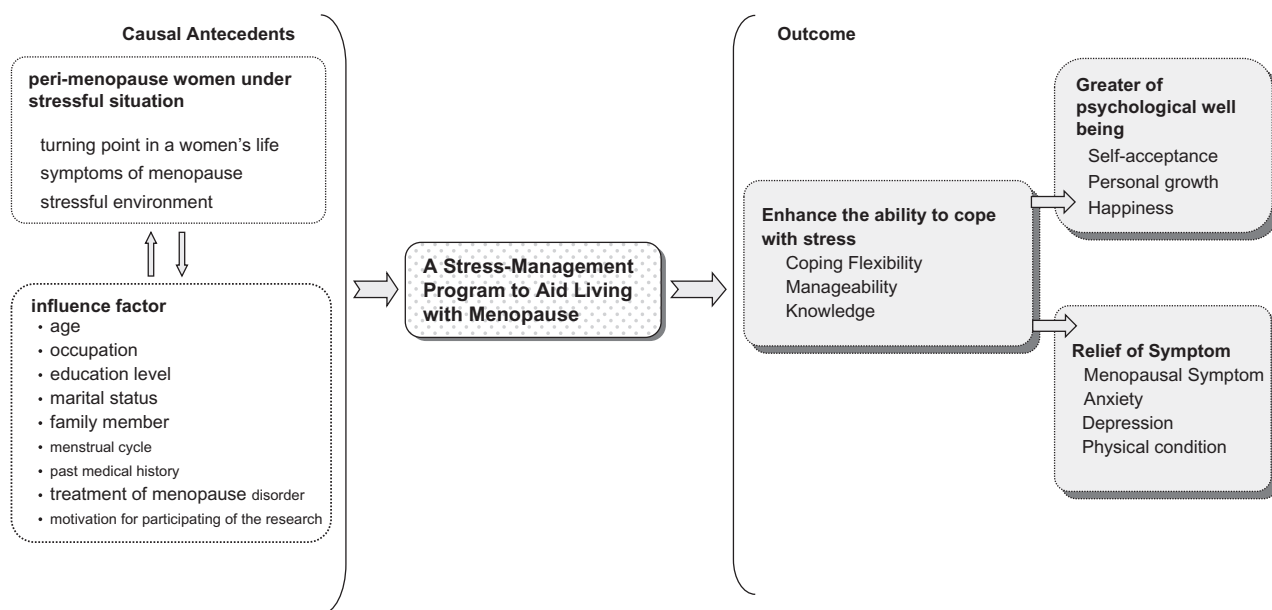 Causal Antecedents
peri-menopause women under
stressful situation
turning point in a women’s life
symptoms of menopause
stressful environment
influence factor
• age
• occupation
• education level
• marital status
• family member
• menstrual cycle
• past medical history
• treatment of menopause disorder
• motivation for participating of the research
A Stress-Management
Program to Aid Living
with Menopause
Outcome
Enhance the ability to cope
with stress
Coping Flexibility
Manageability
Knowledge
Greater of
psychological well
being
Self-acceptance
Personal growth
Happiness
Relief of Symptom
Menopausal Symptom
Anxiety
Depression
Physical condition